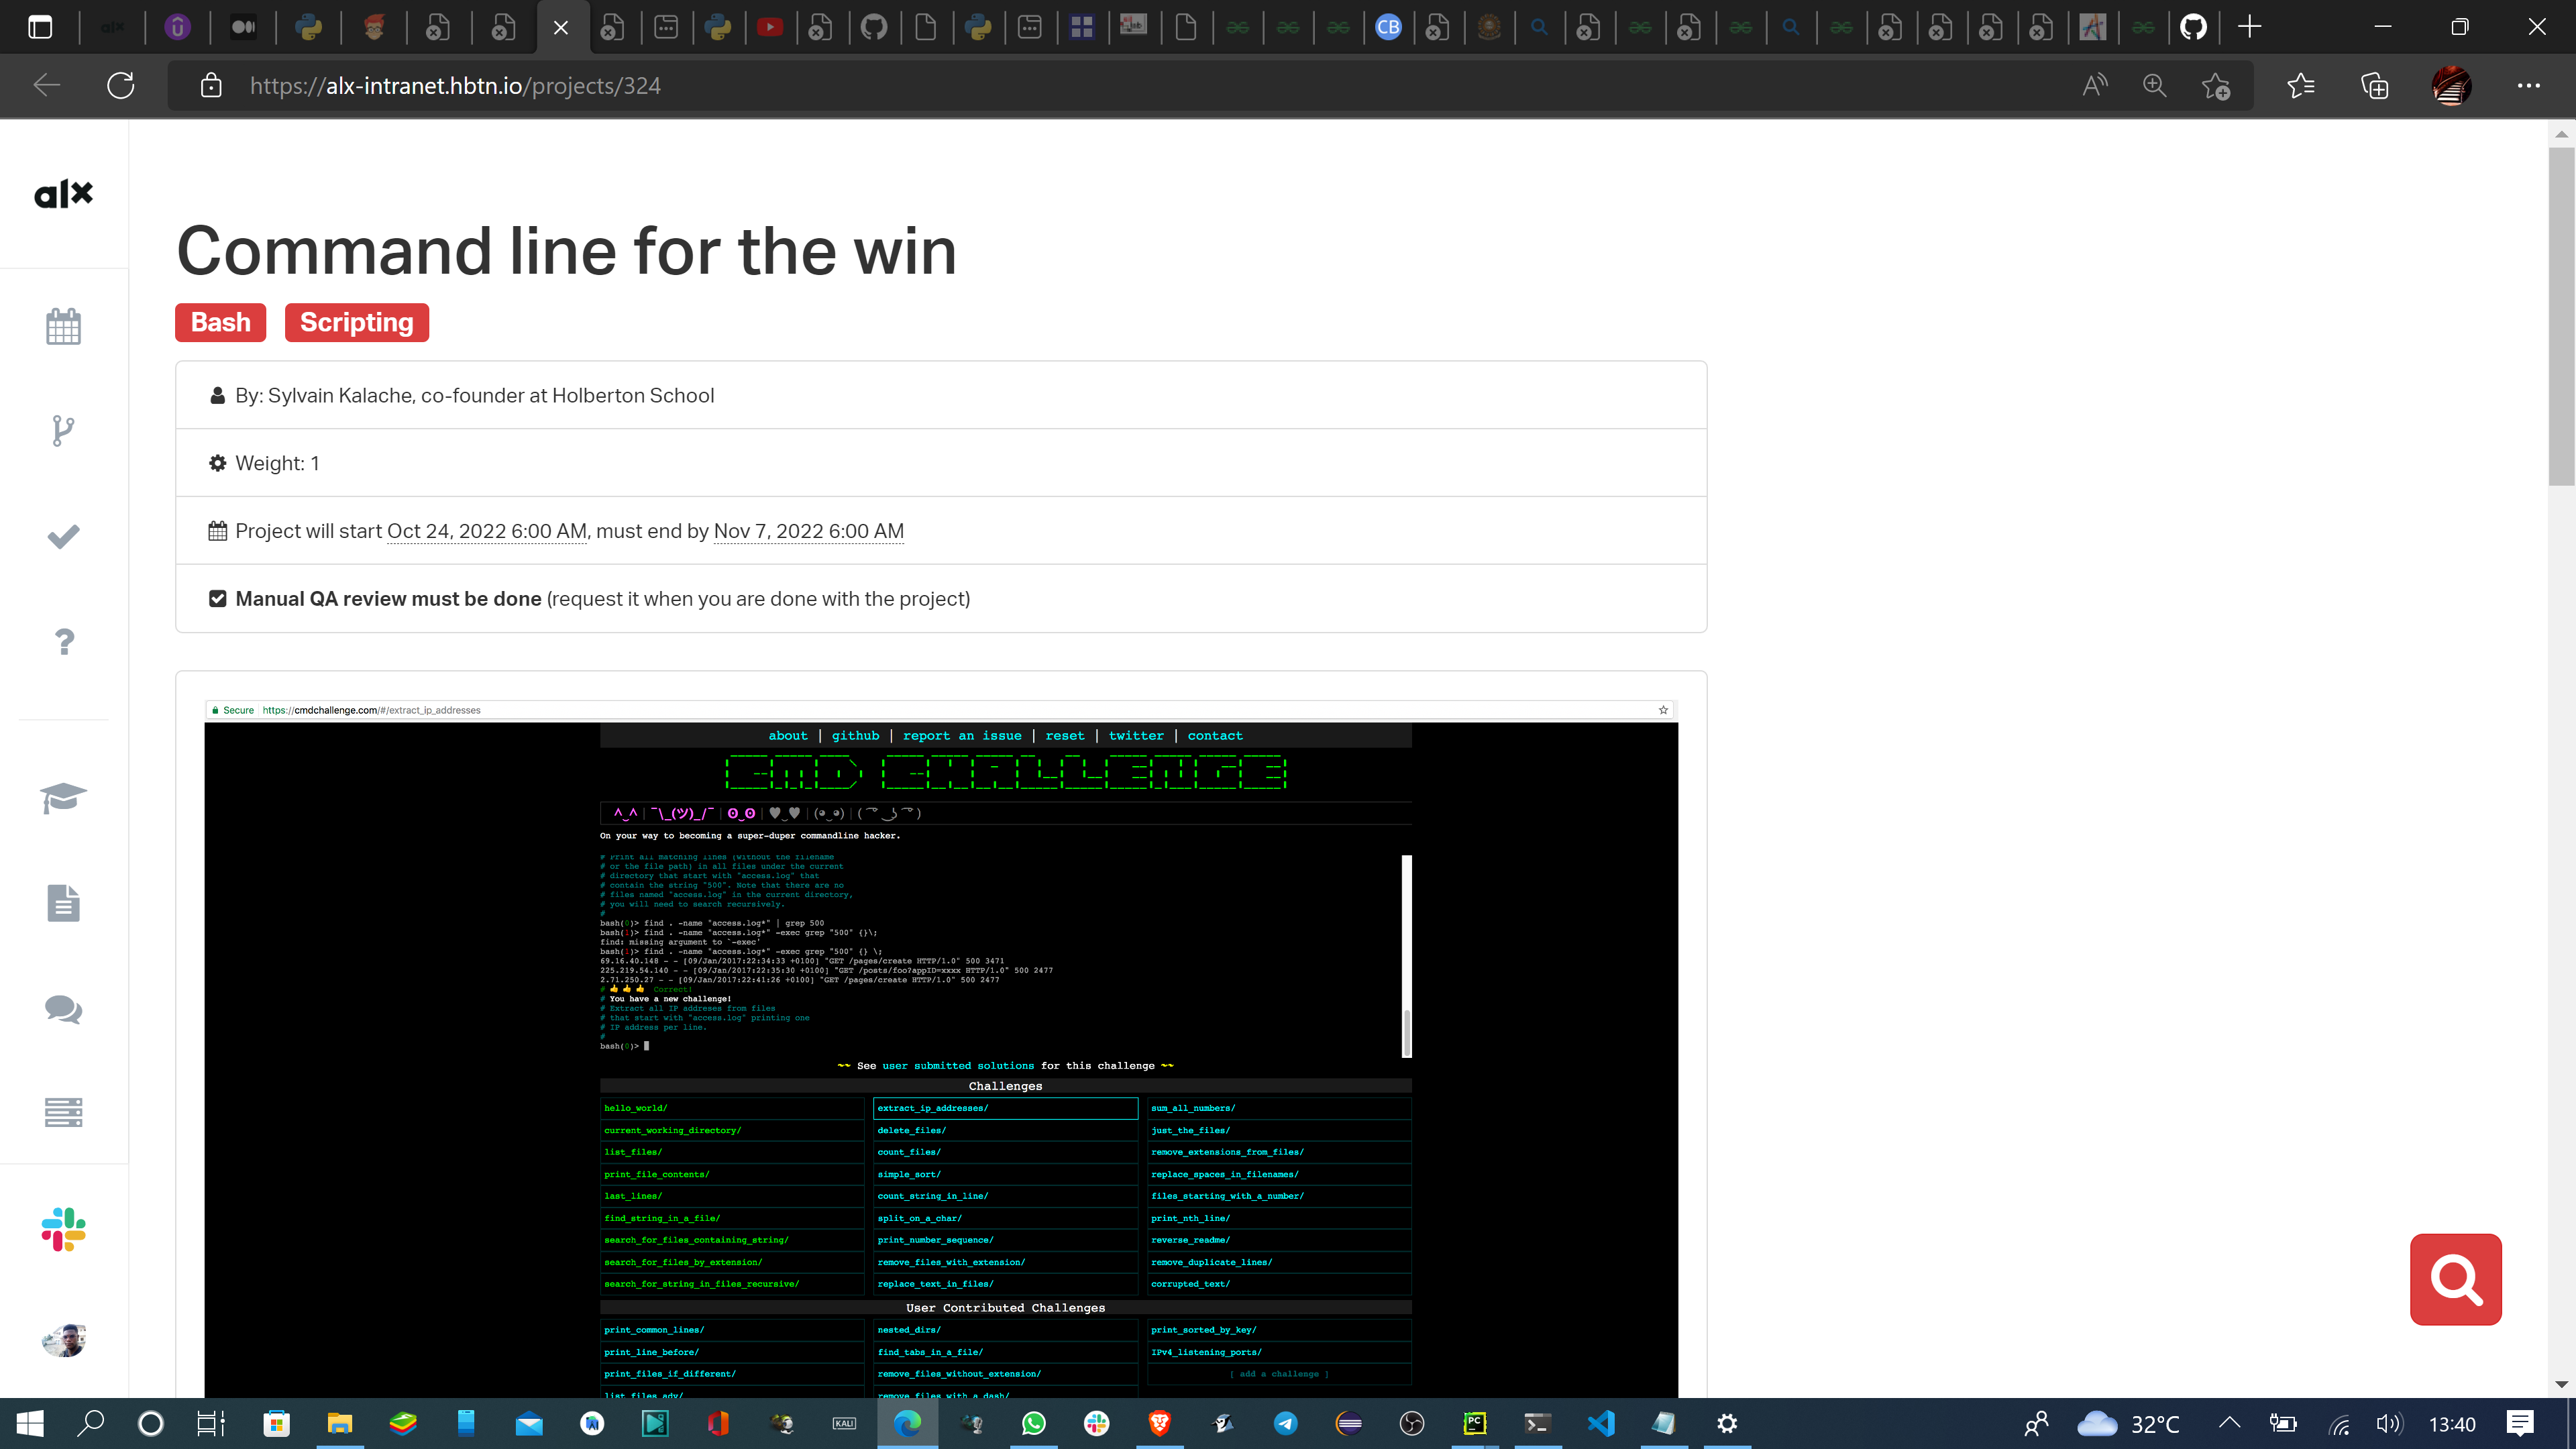 alx
CB
https://alx-intranet.hbtn.io/projects/324
alx
Command line for the win
Bash Scripting
By: Sylvain Kalache, co-founder at Holberton School
Weight: 1
Project will start Oct 24, 2022 6:00 AM, must end by Nov 7, 2022 6:00 AM
Manual QA review must be done (request it when you are done with the project)
Secure https://cmdchallenge.com/#/extract_ip_addresses
about | github | report an issue | reset | twitter | contact
CMD CHALLENGE
^_^ | ¯\_(ツ)_/¯ | ʘ‿ʘ | ♥‿♥ | (◕‿◕) | ( ͡° ͜ʖ ͡° )
On your way to becoming a super-duper commandline hacker.
# Print all matching lines (without the filename
# or the file path) in all files under the current
# directory that start with "access.log" that
# contain the string "500". Note that there are no
# files named "access.log" in the current directory,
# you will need to search recursively.
#
bash(0)> find . -name "access.log*" | grep 500
bash(1)> find . -name "access.log*" -exec grep "500" {}\;
find: missing argument to `-exec'
bash(1)> find . -name "access.log*" -exec grep "500" {} \;
69.16.40.148 - - [09/Jan/2017:22:34:33 +0100] "GET /pages/create HTTP/1.0" 500 3471
225.219.54.140 - - [09/Jan/2017:22:35:30 +0100] "GET /posts/foo?appID=xxxx HTTP/1.0" 500 2477
2.71.250.27 - - [09/Jan/2017:22:41:26 +0100] "GET /pages/create HTTP/1.0" 500 2477
# 👍 👍 👍 Correct!
# You have a new challenge!
# Extract all IP addreses from files
# that start with "access.log" printing one
# IP address per line.
#
bash(0)>
~~ See user submitted solutions for this challenge ~~
Challenges
hello_world/ extract_ip_addresses/ sum_all_numbers/
current_working_directory/ delete_files/ just_the_files/
list_files/ count_files/ remove_extensions_from_files/
print_file_contents/ simple_sort/ replace_spaces_in_filenames/
last_lines/ count_string_in_line/ files_starting_with_a_number/
find_string_in_a_file/ split_on_a_char/ print_nth_line/
search_for_files_containing_string/ print_number_sequence/ reverse_readme/
search_for_files_by_extension/ remove_files_with_extension/ remove_duplicate_lines/
search_for_string_in_files_recursive/ replace_text_in_files/ corrupted_text/
User Contributed Challenges
print_common_lines/ nested_dirs/ print_sorted_by_key/
print_line_before/ find_tabs_in_a_file/ IPv4_listening_ports/
print_files_if_different/ remove_files_without_extension/ [ add a challenge ]
list_files_adv/ remove_files_with_a_dash/
KALI
PC
32°C
13:40